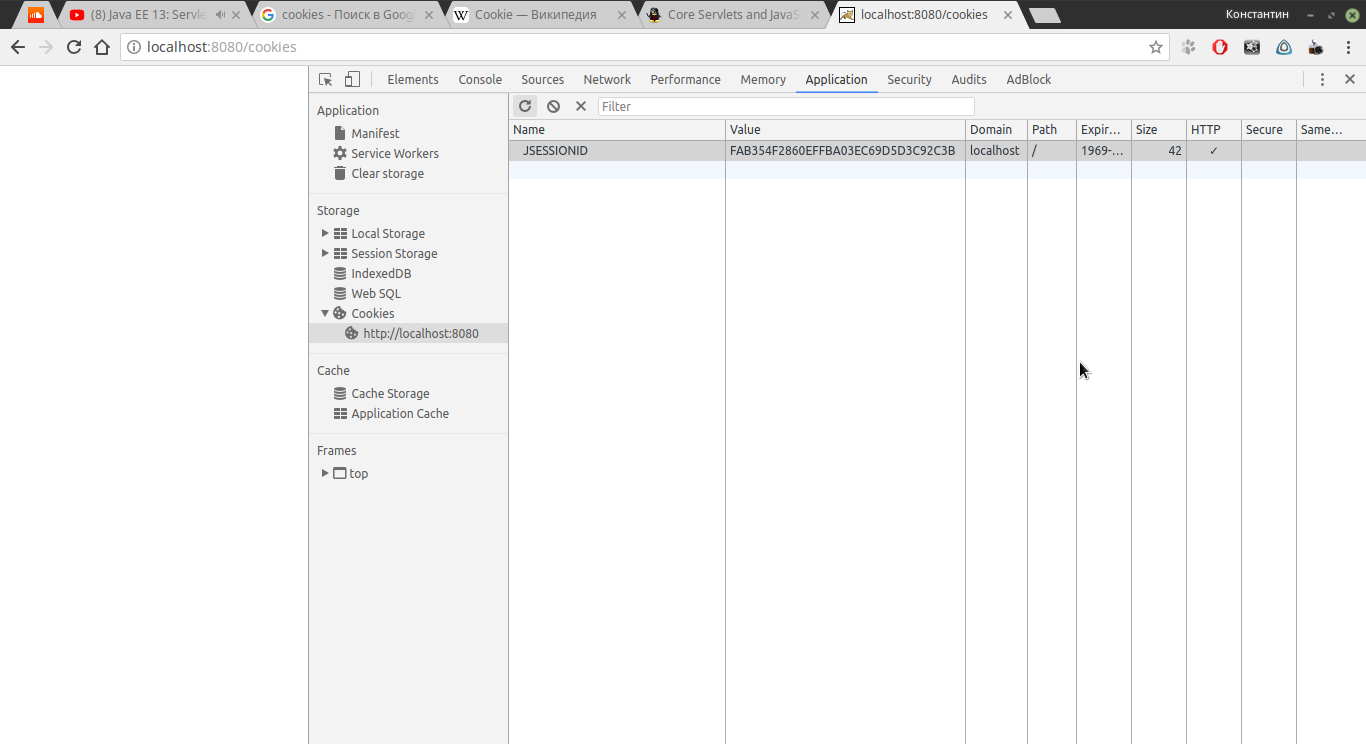 (8) Java EE 13: Servle
cookies - Поиск в Goog
Cookie — Википедия
Core Servlets and JavaS
localhost:8080/cookies
Константин
localhost:8080/cookies
Elements Console Sources Network Performance Memory Application Security Audits AdBlock
Application
Manifest
Service Workers
Clear storage
Storage
Local Storage
Session Storage
IndexedDB
Web SQL
Cookies
http://localhost:8080
Cache
Cache Storage
Application Cache
Frames
top
Filter
Name Value Domain Path Expir... Size HTTP Secure Same...
JSESSIONID FAB354F2860EFFBA03EC69D5D3C92C3B localhost / 1969-... 42 ✓